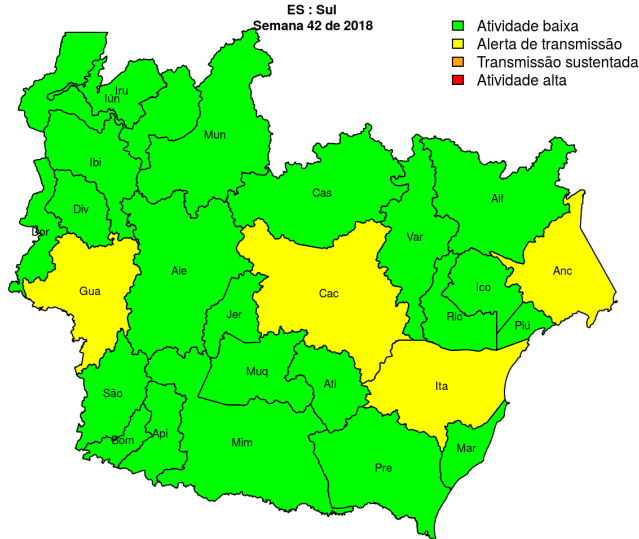 ES : Sul
Semana 42 de 2018
Atividade baixa
Alerta de transmissão
Transmissão sustentada
Atividade alta
Iru
Iún
Mun
Ibi
Cas
Alf
Div
Dor
Var
Ale
Anc
Gua
Cac
Ico
Jer
Rio
Piú
Muq
Ati
Ita
São
Api
Bom
Mim
Mar
Pre